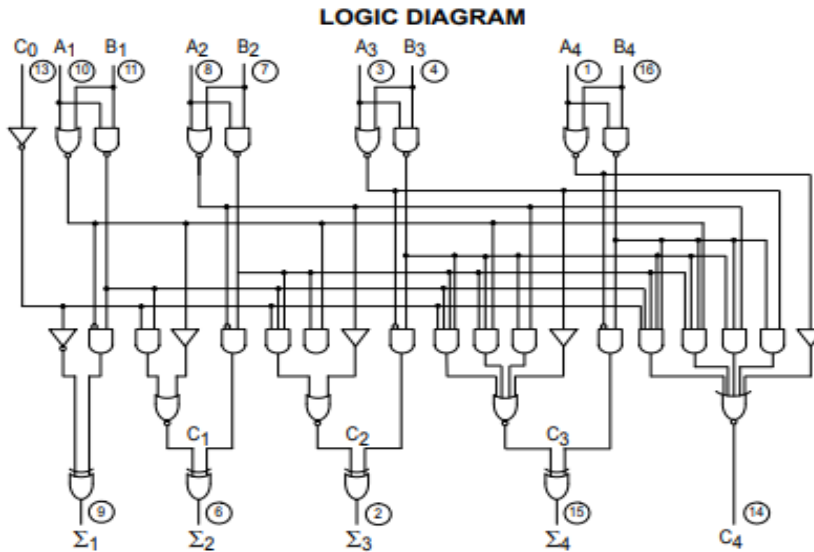 LOGIC DIAGRAM
C0 A1 B1 A2 B2 A3 B3 A4 B4
13 10 11 8 7 3 4 1 16
C1 C2 C3
9 6 2 15 14
Σ1 Σ2 Σ3 Σ4 C4